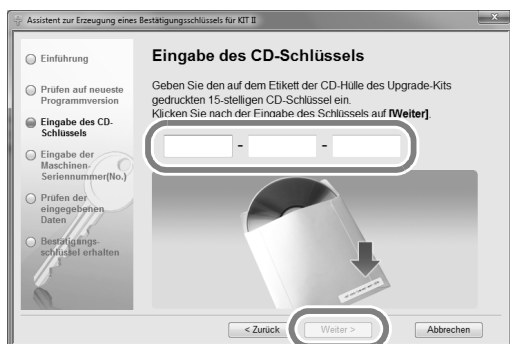 Assistent zur Erzeugung eines Bestätigungsschlüssels für KIT II
Einführung
Prüfen auf neueste
Programmversion
Eingabe des CD-
Schlüssels
Eingabe der
Maschinen-
Seriennummer(No.)
Prüfen der
eingegebenen
Daten
Bestätigungs-
schlüssel erhalten
Eingabe des CD-Schlüssels
Geben Sie den auf dem Etikett der CD-Hülle des Upgrade-Kits
gedruckten 15-stelligen CD-Schlüssel ein.
Klicken Sie nach der Eingabe des Schlüssels auf [Weiter].
- -
< Zurück Weiter > Abbrechen